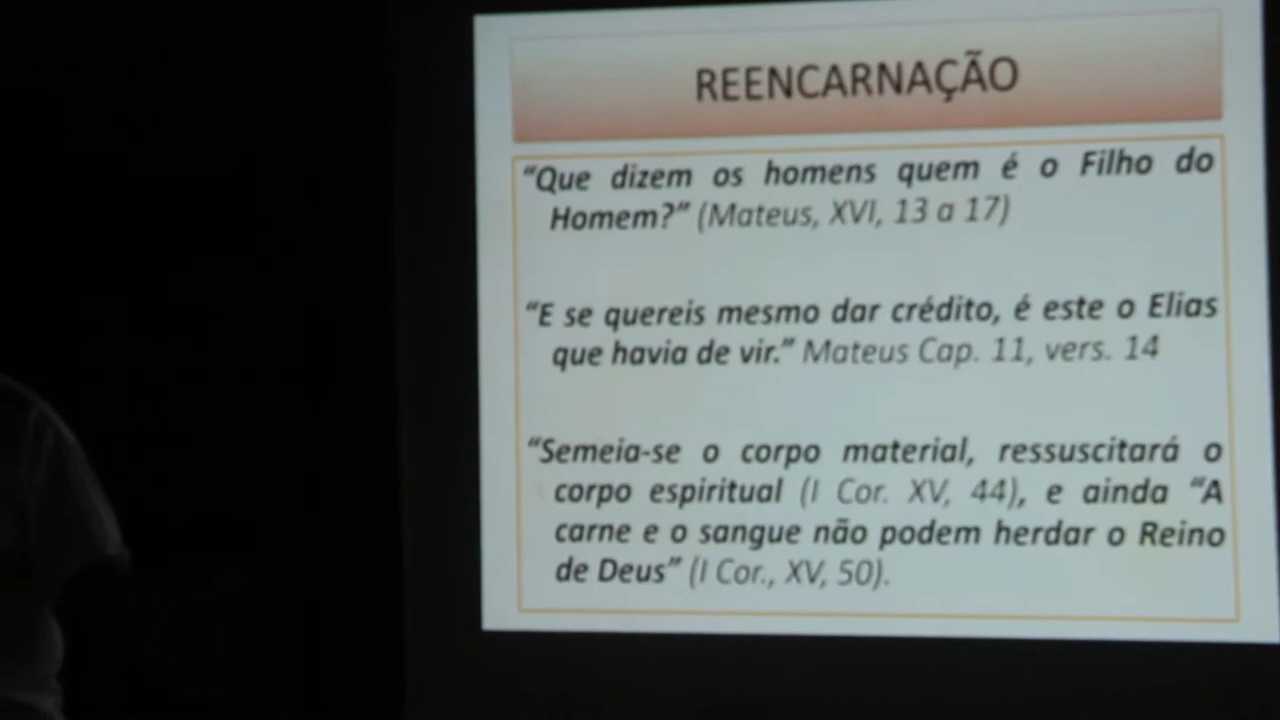 REENCARNAÇÃO
“Que dizem os homens quem é o Filho do
Homem?” (Mateus, XVI, 13 a 17)
“E se quereis mesmo dar crédito, é este o Elias
que havia de vir.” Mateus Cap. 11, vers. 14
“Semeia-se o corpo material, ressuscitará o
corpo espiritual (I Cor. XV, 44), e ainda “A
carne e o sangue não podem herdar o Reino
de Deus” (I Cor., XV, 50).